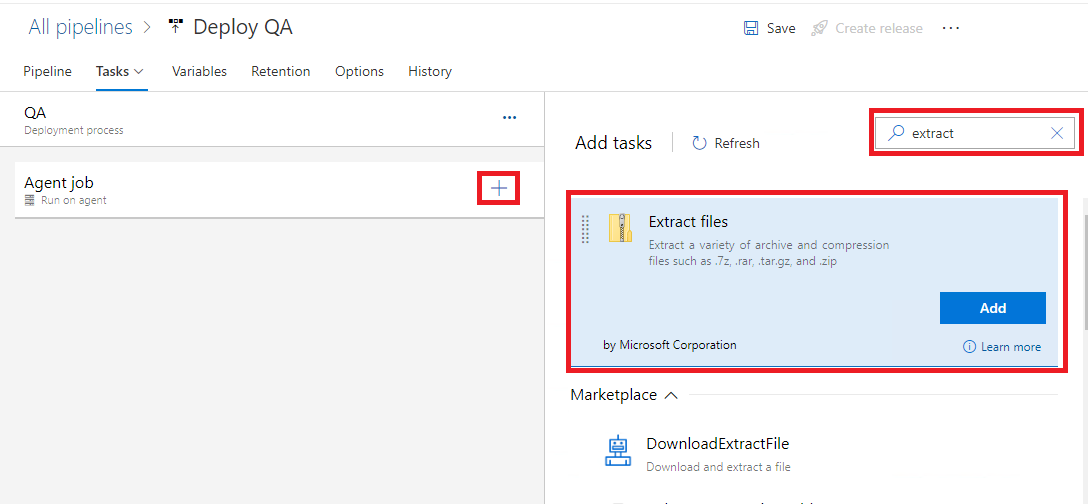 All pipelines > Deploy QA
Save Create release ...
Pipeline Tasks Variables Retention Options History
QA
Deployment process
...
Agent job
Run on agent
Add tasks
Refresh
extract
Extract files
Extract a variety of archive and compression
files such as .7z, .rar, .tar.gz, and .zip
Add
by Microsoft Corporation
Learn more
Marketplace
DownloadExtractFile
Download and extract a file